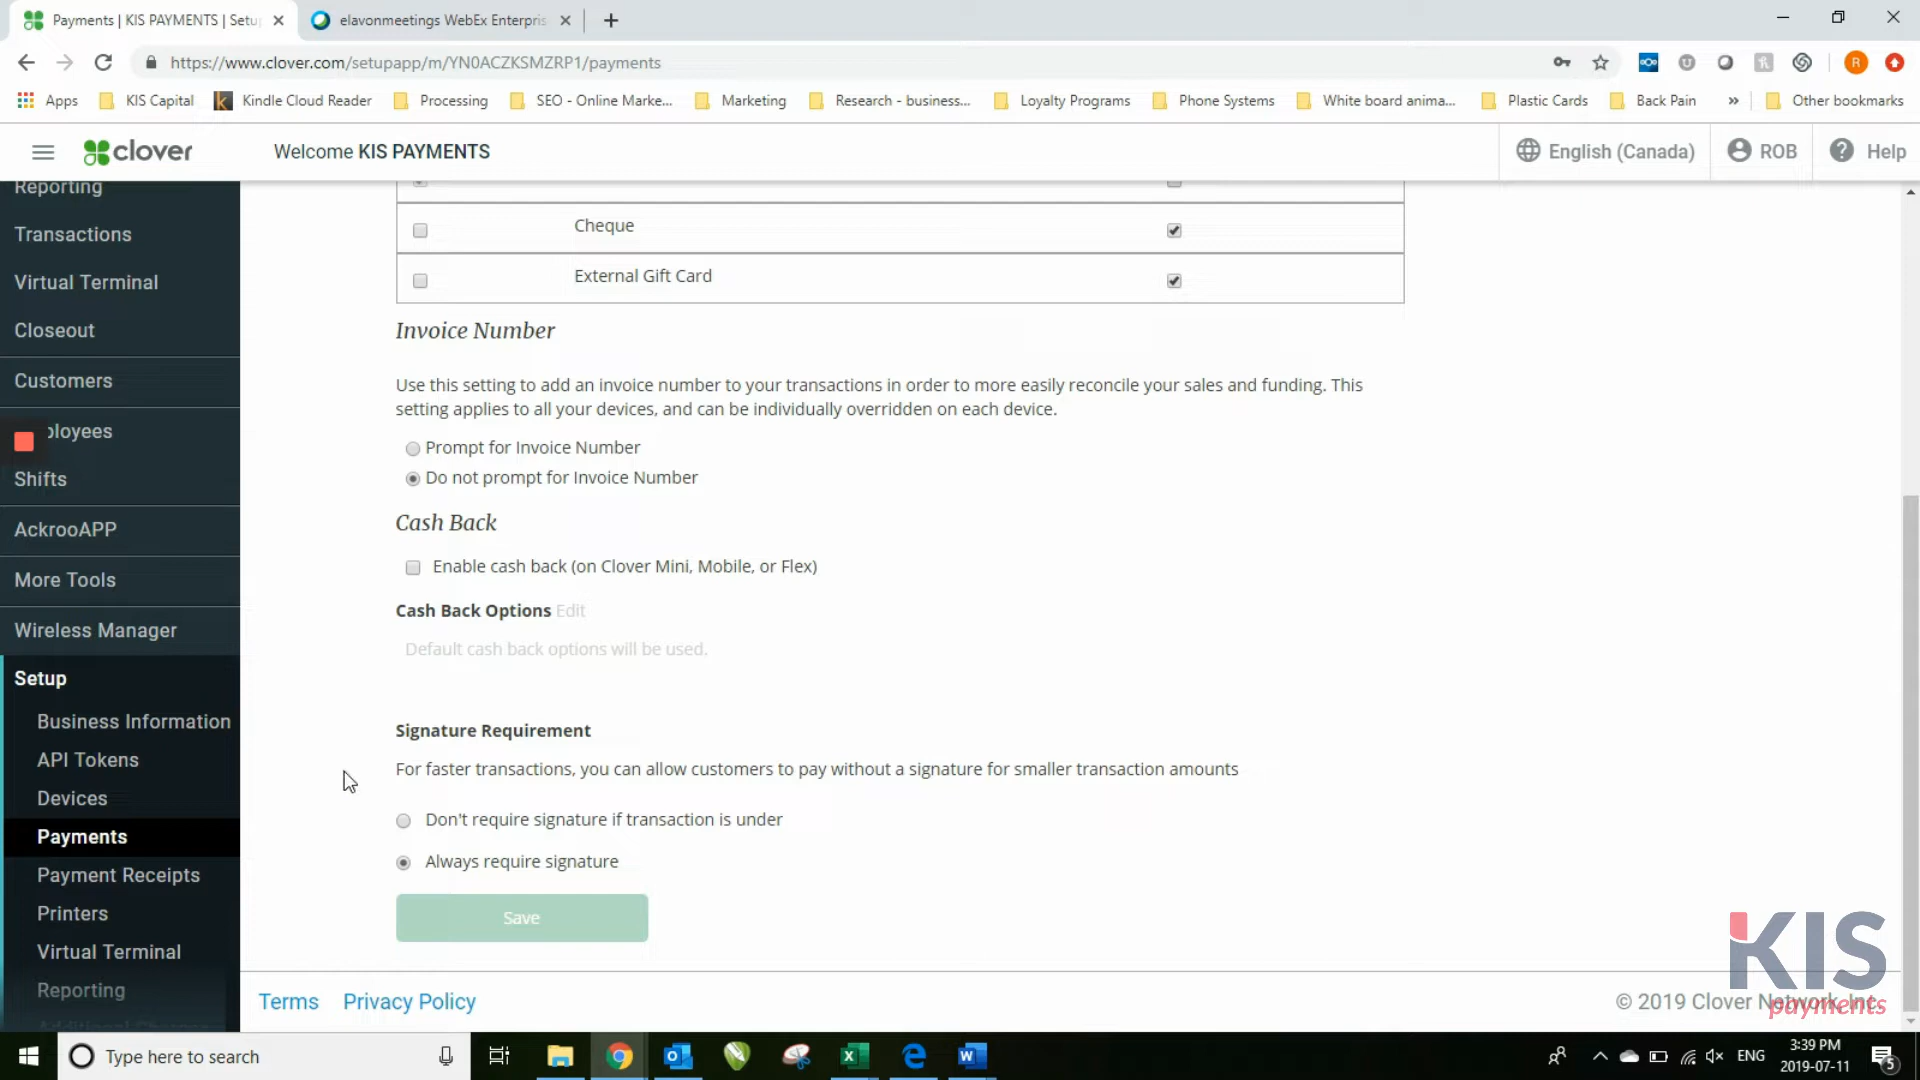 Payments | KIS PAYMENTS | Setu
elavonmeetings WebEx Enterpris
https://www.clover.com/setupapp/m/YN0ACZKSMZRP1/payments
R
Apps
KIS Capital
Kindle Cloud Reader
Processing
SEO - Online Marke...
Marketing
Research - business...
Loyalty Programs
Phone Systems
White board anima...
Plastic Cards
Back Pain
»
Other bookmarks
clover
Welcome KIS PAYMENTS
English (Canada)
ROB
Help
Reporting
Transactions
Virtual Terminal
Closeout
Customers
ployees
Shifts
AckrooAPP
More Tools
Wireless Manager
Setup
Business Information
API Tokens
Devices
Payments
Payment Receipts
Printers
Virtual Terminal
Reporting
Cheque
External Gift Card
Invoice Number
Use this setting to add an invoice number to your transactions in order to more easily reconcile your sales and funding. This
setting applies to all your devices, and can be individually overridden on each device.
Prompt for Invoice Number
Do not prompt for Invoice Number
Cash Back
Enable cash back (on Clover Mini, Mobile, or Flex)
Cash Back Options Edit
Default cash back options will be used.
Signature Requirement
For faster transactions, you can allow customers to pay without a signature for smaller transaction amounts
Don't require signature if transaction is under
Always require signature
Save
Terms
Privacy Policy
© 2019 Clover Network, Inc.
KIS
payments
Type here to search
ENG
3:39 PM
2019-07-11
5